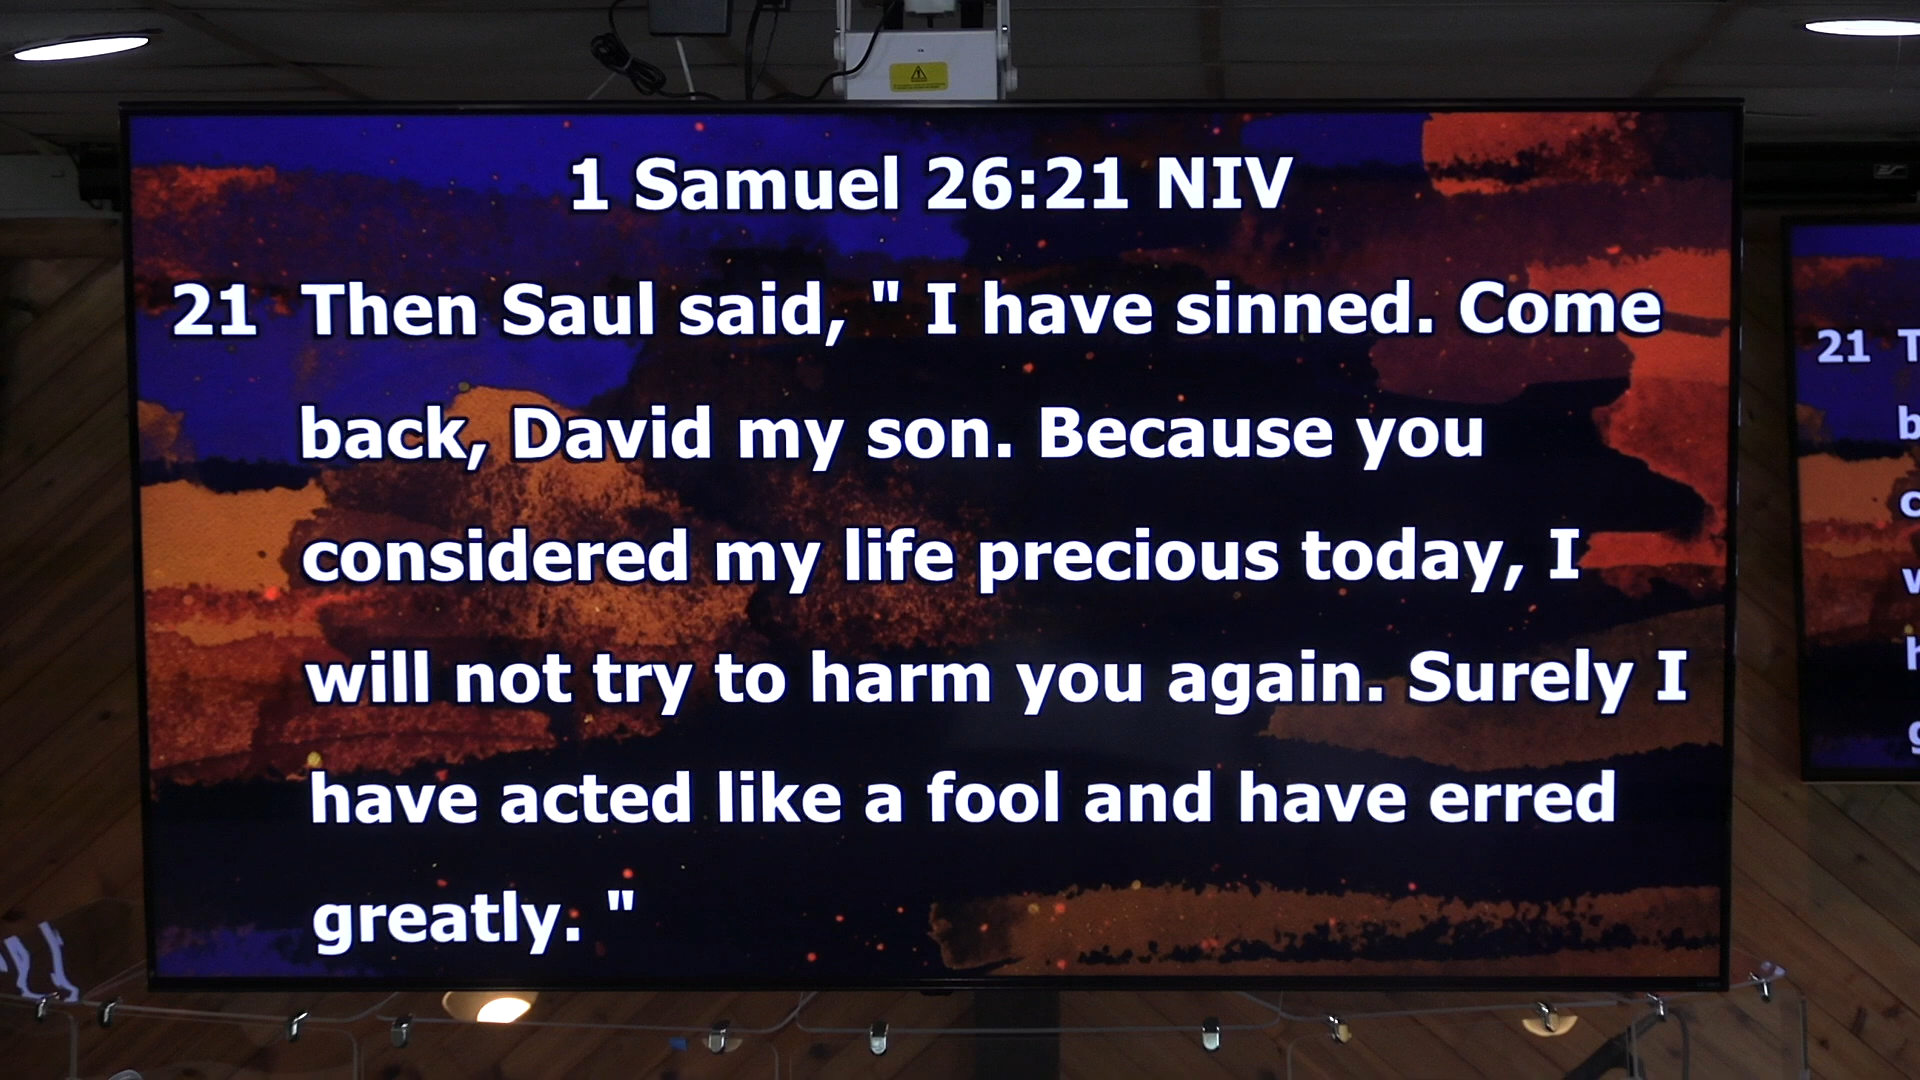 1 Samuel 26:21 NIV
21 Then Saul said, " I have sinned. Come
back, David my son. Because you
considered my life precious today, I
will not try to harm you again. Surely I
have acted like a fool and have erred
greatly. "
21 T
b
c
w
h
g